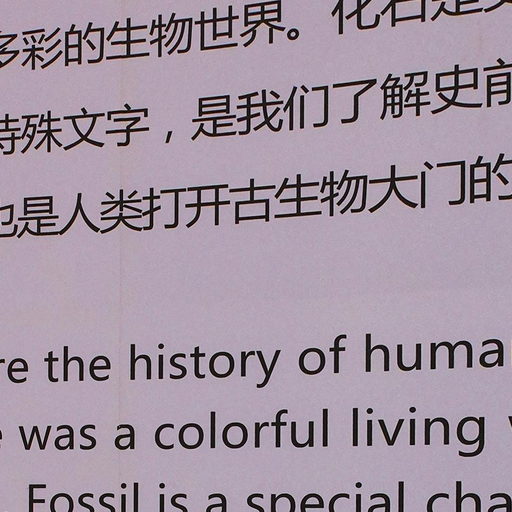 多彩的生物世界。化石是
特殊文字，是我们了解史前
也是人类打开古生物大门的
the history of huma
was a colorful living
Fossil is a special cha